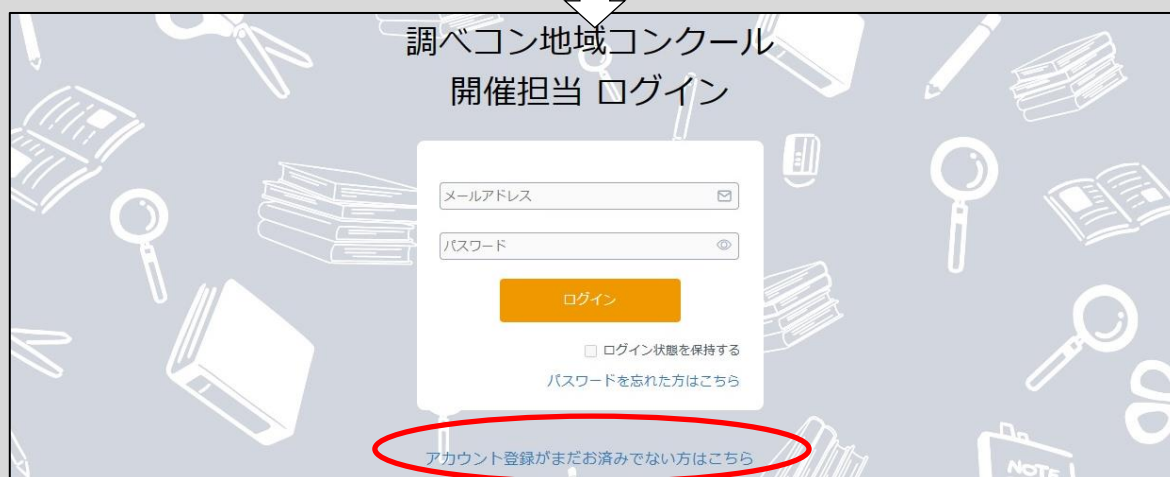 調べコン地域コンクール
開催担当 ログイン
メールアドレス
パスワード
ログイン
ログイン状態を保持する
パスワードを忘れた方はこちら
アカウント登録がまだお済みでない方はこちら
NOTE